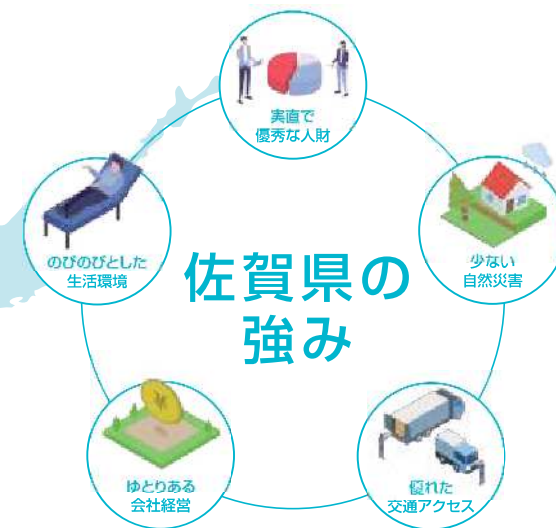 実直で
優秀な人財
のびのびとした
生活環境
少ない
自然災害
佐賀県の
強み
ゆとりある
会社経営
優れた
交通アクセス